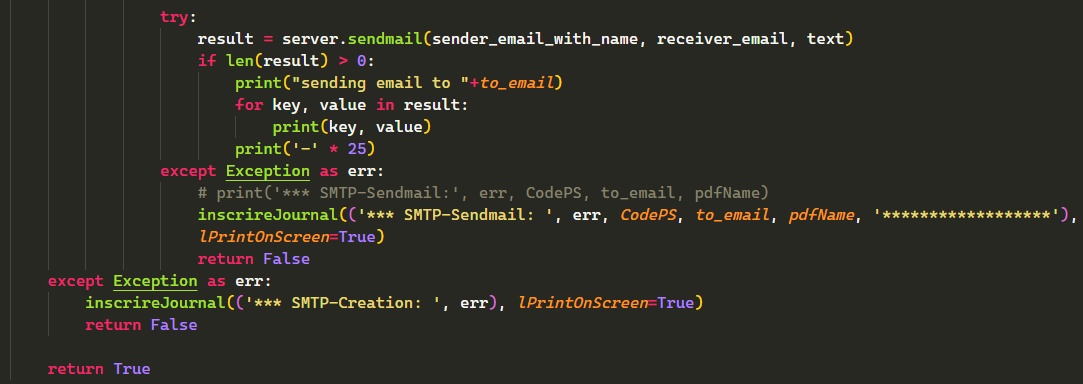 try:
result = server.sendmail(sender_email_with_name, receiver_email, text)
if len(result) > 0:
print("sending email to "+to_email)
for key, value in result:
print(key, value)
print('-' * 25)
except Exception as err:
# print('*** SMTP-Sendmail:', err, CodePS, to_email, pdfName)
inscrireJournal(('*** SMTP-Sendmail: ', err, CodePS, to_email, pdfName, '******************'),
lPrintOnScreen=True)
return False
except Exception as err:
inscrireJournal(('*** SMTP-Creation: ', err), lPrintOnScreen=True)
return False
return True